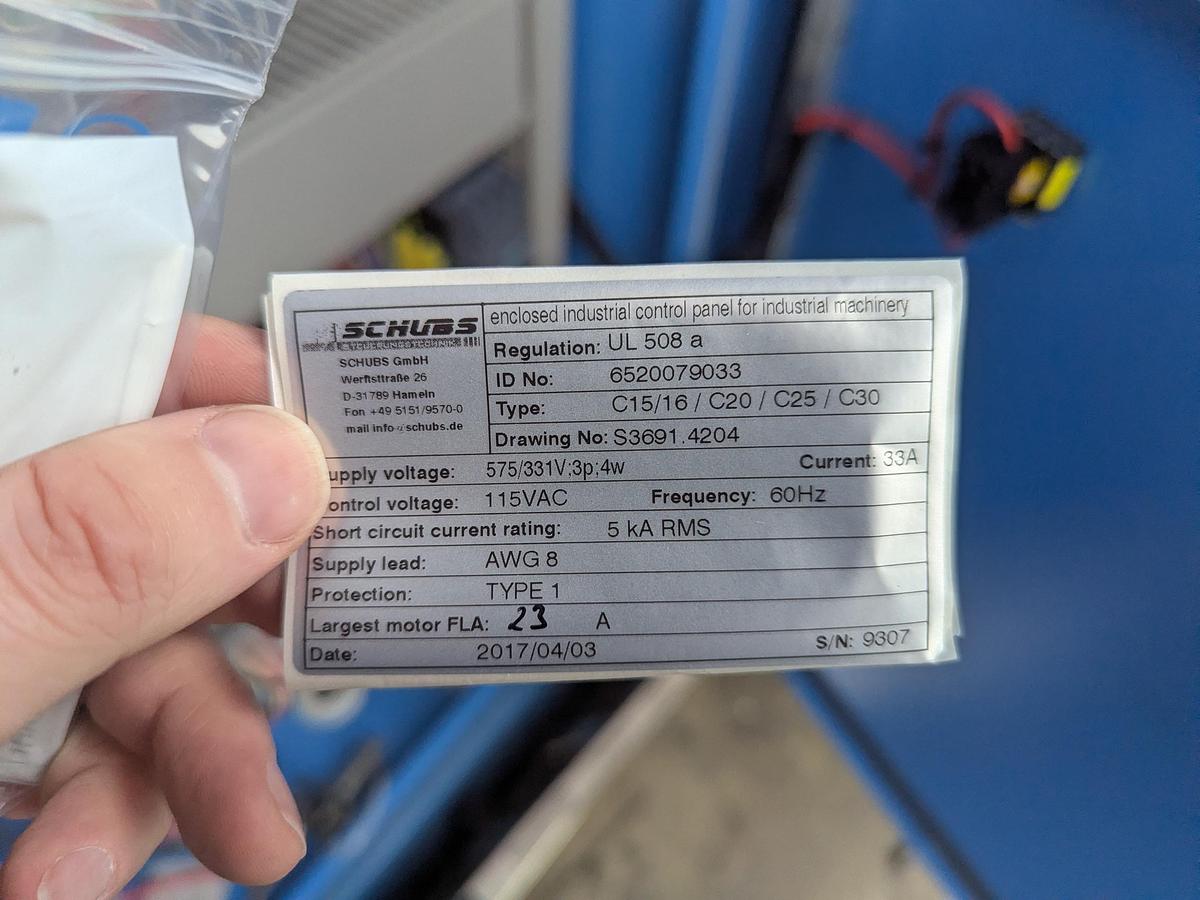 SCHUBS
SCHUBS GmbH
Werftsttraße 26
D-31789 Hameln
Fon +49 5151/9570-0
mail info@schubs.de
enclosed industrial control panel for industrial machinery
Regulation: UL 508 a
ID No: 6520079033
Type: C15/16 / C20 / C25 / C30
Drawing No: S3691.4204
upply voltage: 575/331V;3p;4w Current: 33A
ontrol voltage: 115VAC Frequency: 60Hz
Short circuit current rating: 5 kA RMS
Supply lead: AWG 8
Protection: TYPE 1
Largest motor FLA: 23 A
Date: 2017/04/03 S/N: 9307